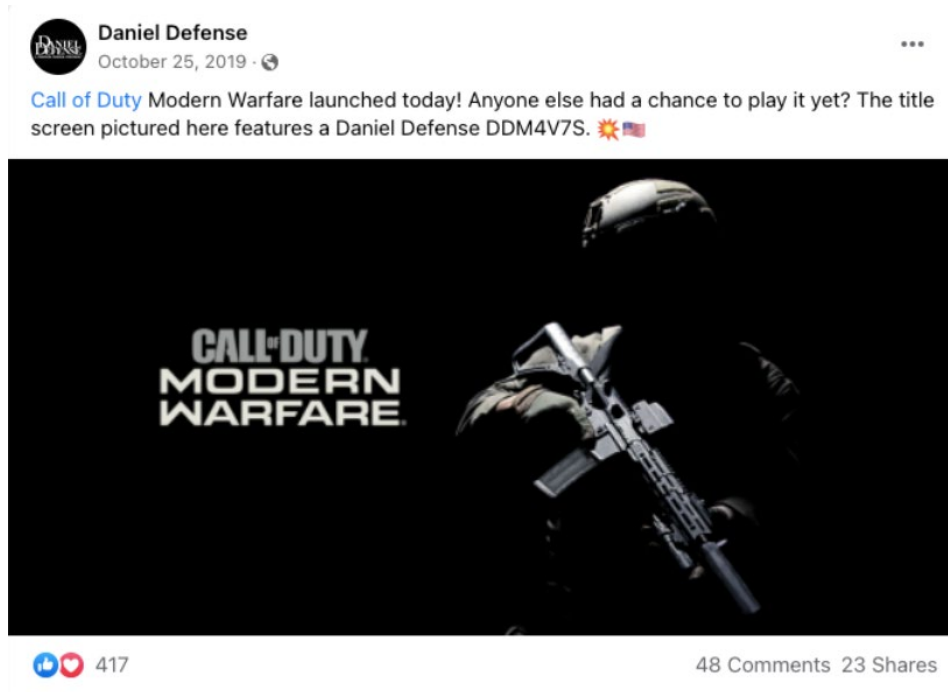 Daniel Defense
October 25, 2019 ·
Call of Duty Modern Warfare launched today! Anyone else had a chance to play it yet? The title
screen pictured here features a Daniel Defense DDM4V7S. 💥🇺🇸
DANIEL
DEFENSE
CALL OF DUTY
MODERN
WARFARE
417
48 Comments 23 Shares